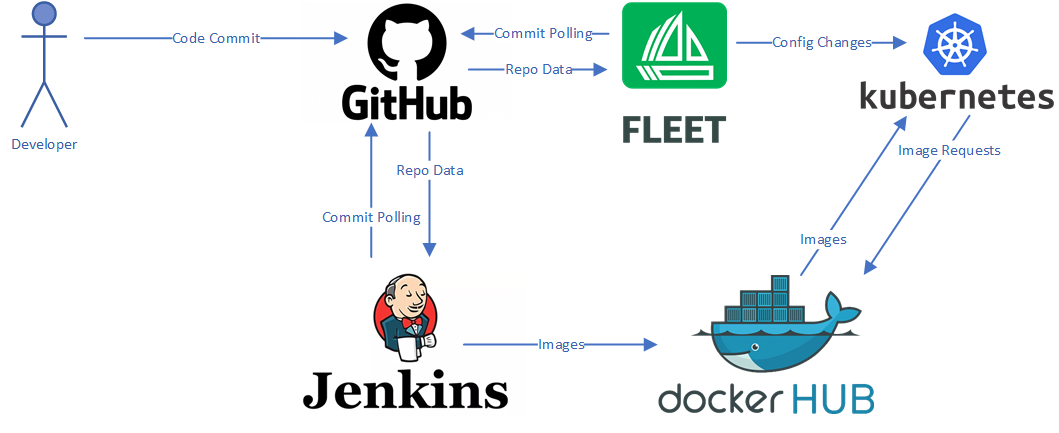 Code Commit
Commit Polling
Config Changes
Repo Data
GitHub
kubernetes
FLEET
Developer
Image Requests
Repo Data
Commit Polling
Images
Images
Jenkins
docker HUB